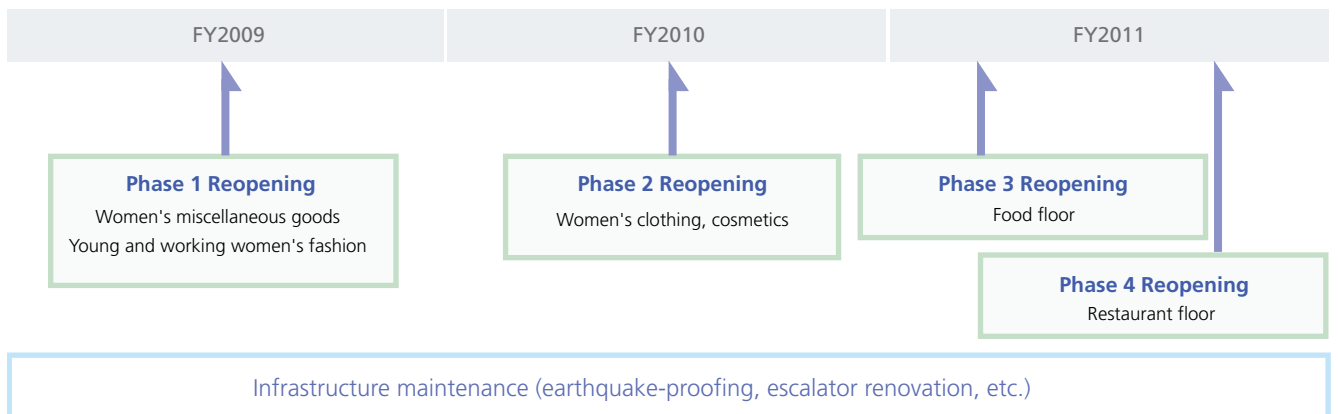 FY2009
FY2010
FY2011
Phase 1 Reopening
Women's miscellaneous goods
Young and working women's fashion
Phase 2 Reopening
Women's clothing, cosmetics
Phase 3 Reopening
Food floor
Phase 4 Reopening
Restaurant floor
Infrastructure maintenance (earthquake-proofing, escalator renovation, etc.)